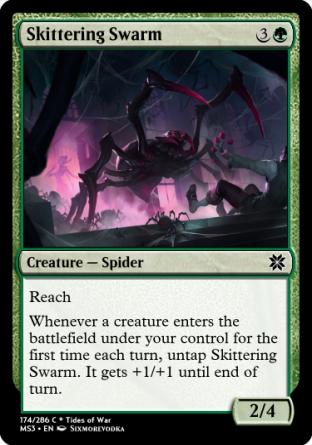 Skittering Swarm 3
Creature — Spider
Reach
Whenever a creature enters the
battlefield under your control for the
first time each turn, untap Skittering
Swarm. It gets +1/+1 until end of
turn.
2/4
174/286 C * Tides of War
MS3 • EN SIXMOREVODKA